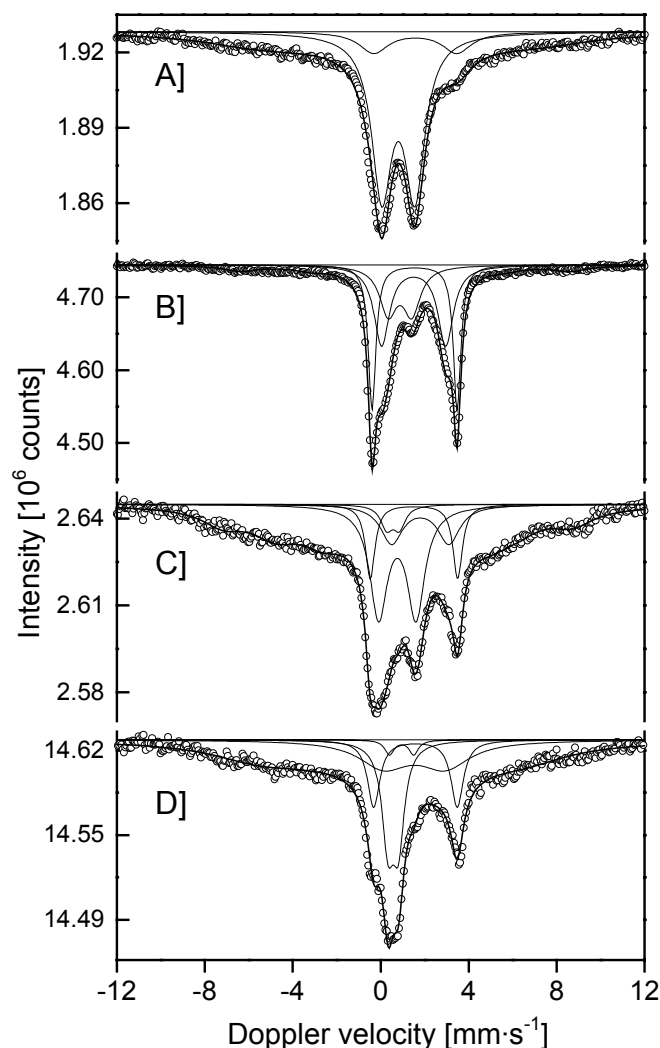 1.92
A]
1.89
1.86
B]
4.70
4.60
4.50
Intensity [10⁶ counts]
2.64
C]
2.61
2.58
14.62
D]
14.55
14.49
-12 -8 -4 0 4 8 12
Doppler velocity [mm·s⁻¹]